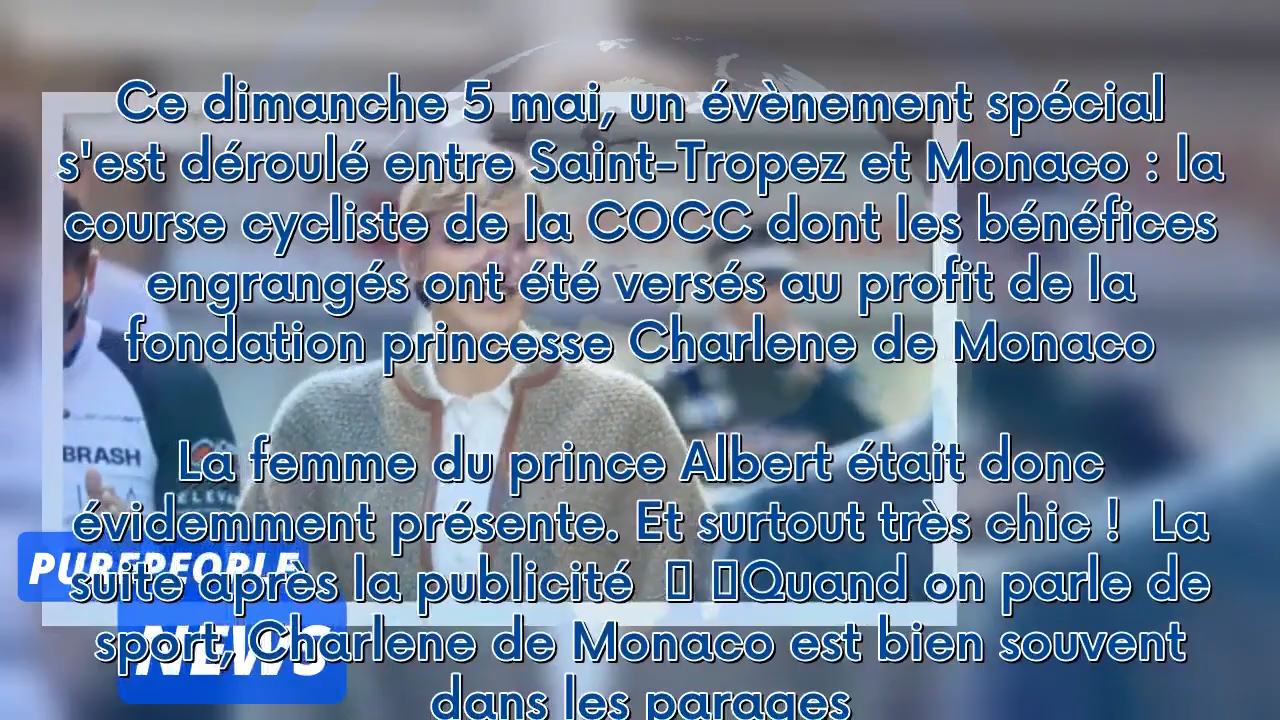 Ce dimanche 5 mai, un évènement spécial
s'est déroulé entre Saint-Tropez et Monaco : la
course cycliste de la COCC dont les bénéfices
engrangés ont été versés au profit de la
fondation princesse Charlene de Monaco
La femme du prince Albert était donc
BRASH
évidemment présente. Et surtout très chic ! La
PUREPEOPLE
suite après la publicité Quand on parle de
NEWS
sport, Charlene de Monaco est bien souvent
dans les parages